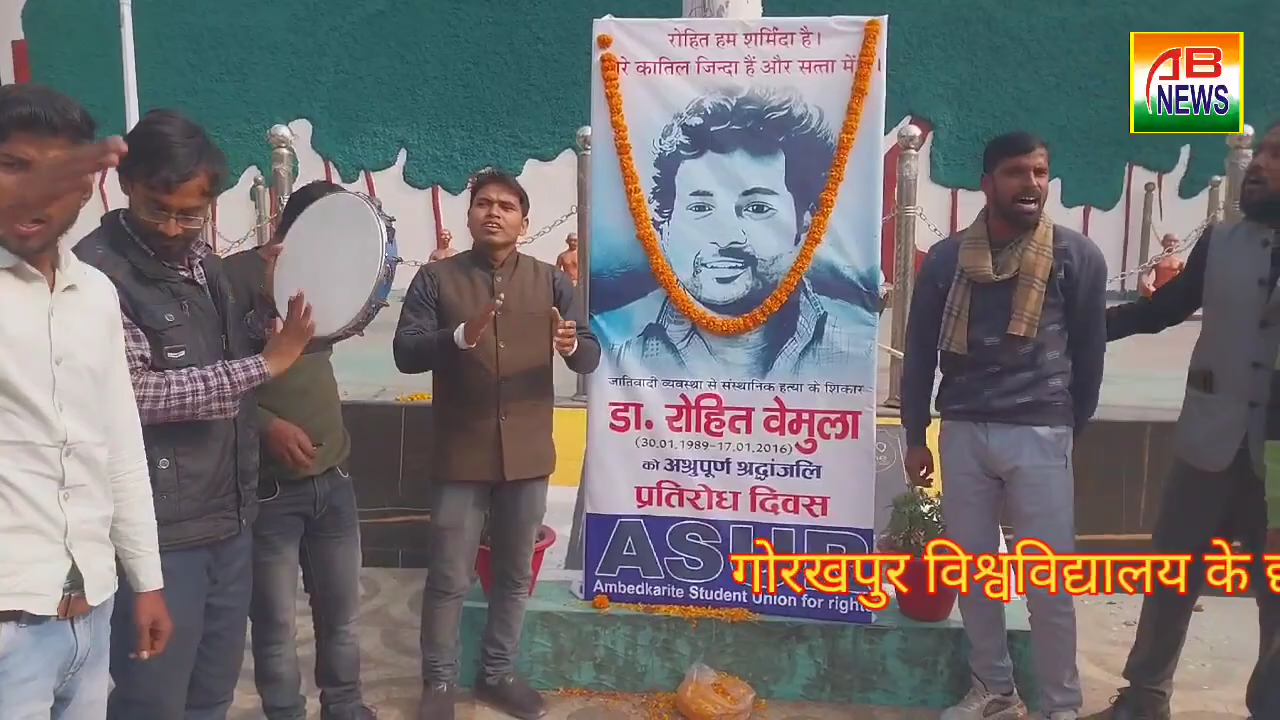 रोहित हम शर्मिंदा है।
कातिल जिन्दा हैं और सत्ता में
AB
NEWS
जातिवादी व्यवस्था से संस्थानिक हत्या के शिकार
डा. रोहित वेमुला
(30.01.1989-17.01.2016)
को अश्रुपूर्ण श्रद्धांजलि
प्रतिरोध दिवस
Ambedkarite Student Union for rights
गोरखपुर विश्वविद्यालय के